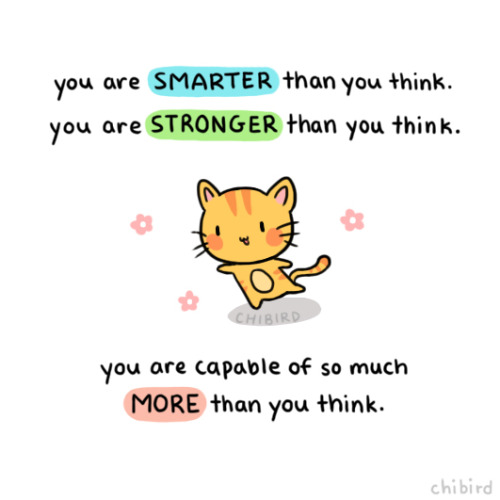 you are SMARTER than you think.
you are STRONGER than you think.
CHIBIRD
you are capable of so much
MORE than you think.
chibird